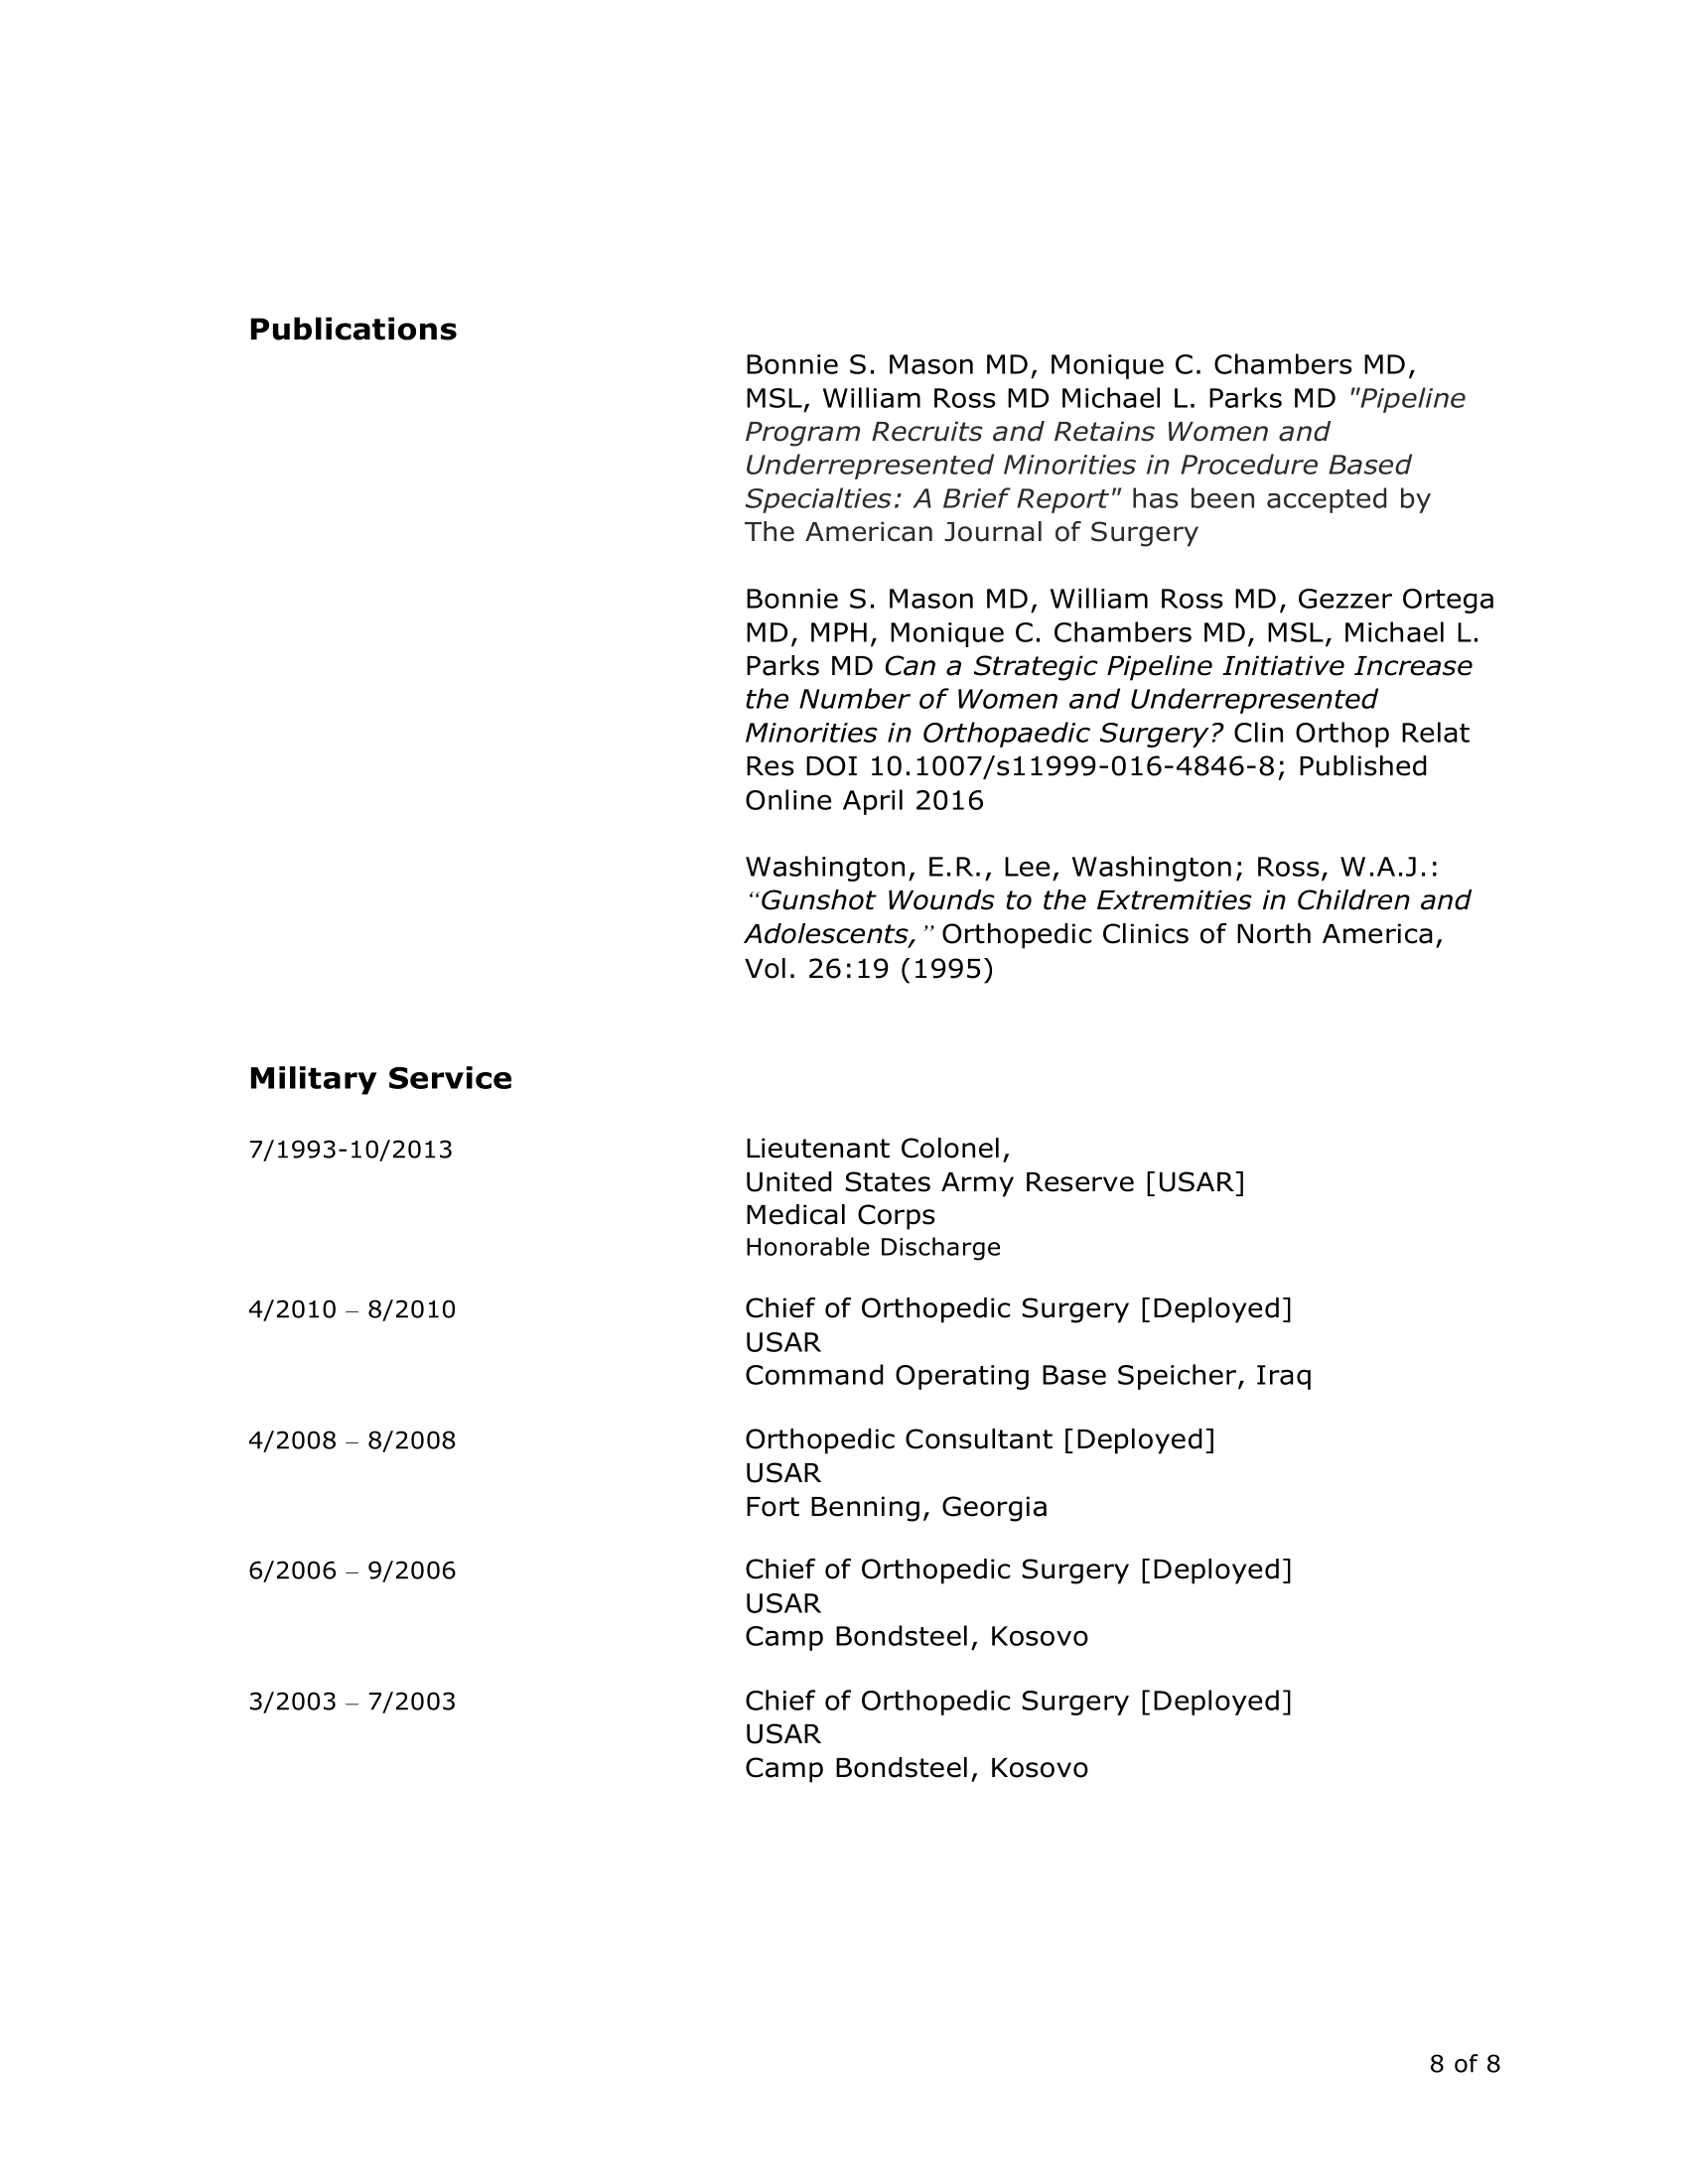 Publications
Bonnie S. Mason MD, Monique C. Chambers MD,
MSL, William Ross MD Michael L. Parks MD "Pipeline
Program Recruits and Retains Women and
Underrepresented Minorities in Procedure Based
Specialties: A Brief Report" has been accepted by
The American Journal of Surgery
Bonnie S. Mason MD, William Ross MD, Gezzer Ortega
MD, MPH, Monique C. Chambers MD, MSL, Michael L.
Parks MD Can a Strategic Pipeline Initiative Increase
the Number of Women and Underrepresented
Minorities in Orthopaedic Surgery? Clin Orthop Relat
Res DOI 10.1007/s11999-016-4846-8; Published
Online April 2016
Washington, E.R., Lee, Washington; Ross, W.A.J.:
“Gunshot Wounds to the Extremities in Children and
Adolescents,” Orthopedic Clinics of North America,
Vol. 26:19 (1995)
Military Service
7/1993-10/2013 Lieutenant Colonel,
United States Army Reserve [USAR]
Medical Corps
Honorable Discharge
4/2010 – 8/2010 Chief of Orthopedic Surgery [Deployed]
USAR
Command Operating Base Speicher, Iraq
4/2008 – 8/2008 Orthopedic Consultant [Deployed]
USAR
Fort Benning, Georgia
6/2006 – 9/2006 Chief of Orthopedic Surgery [Deployed]
USAR
Camp Bondsteel, Kosovo
3/2003 – 7/2003 Chief of Orthopedic Surgery [Deployed]
USAR
Camp Bondsteel, Kosovo
8 of 8